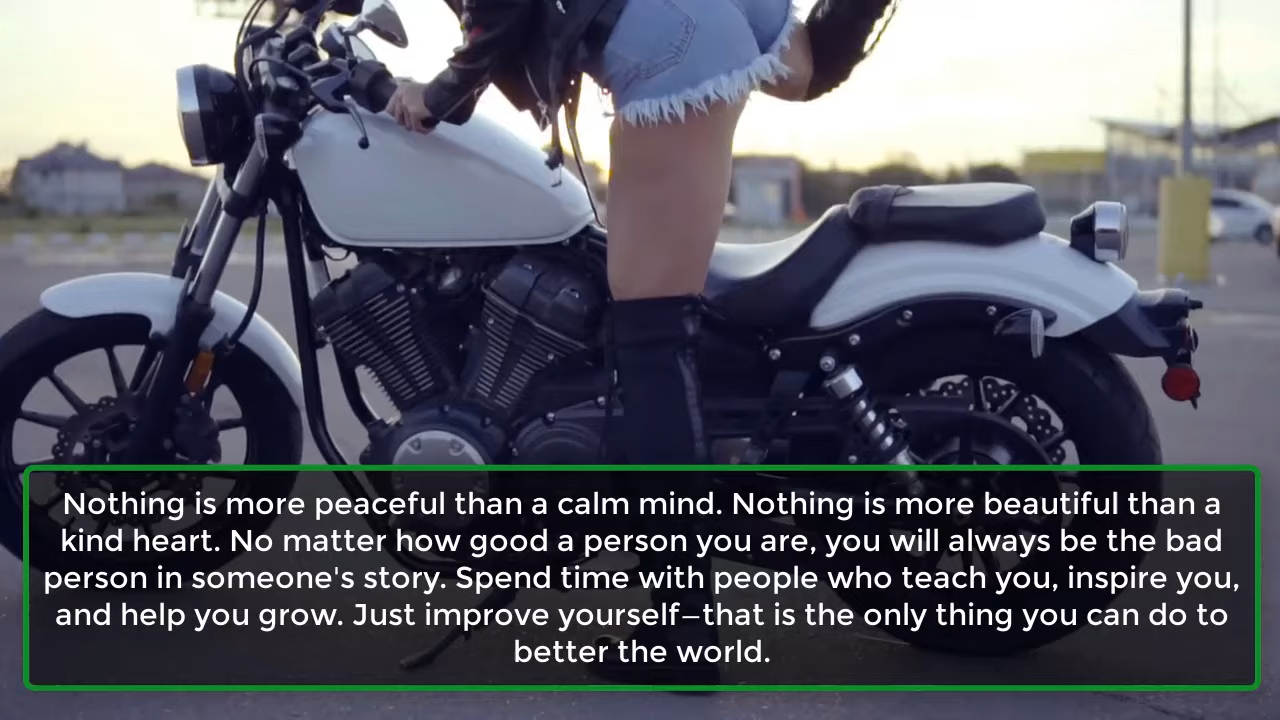 Nothing is more peaceful than a calm mind. Nothing is more beautiful than a
kind heart. No matter how good a person you are, you will always be the bad
person in someone's story. Spend time with people who teach you, inspire you,
and help you grow. Just improve yourself—that is the only thing you can do to
better the world.